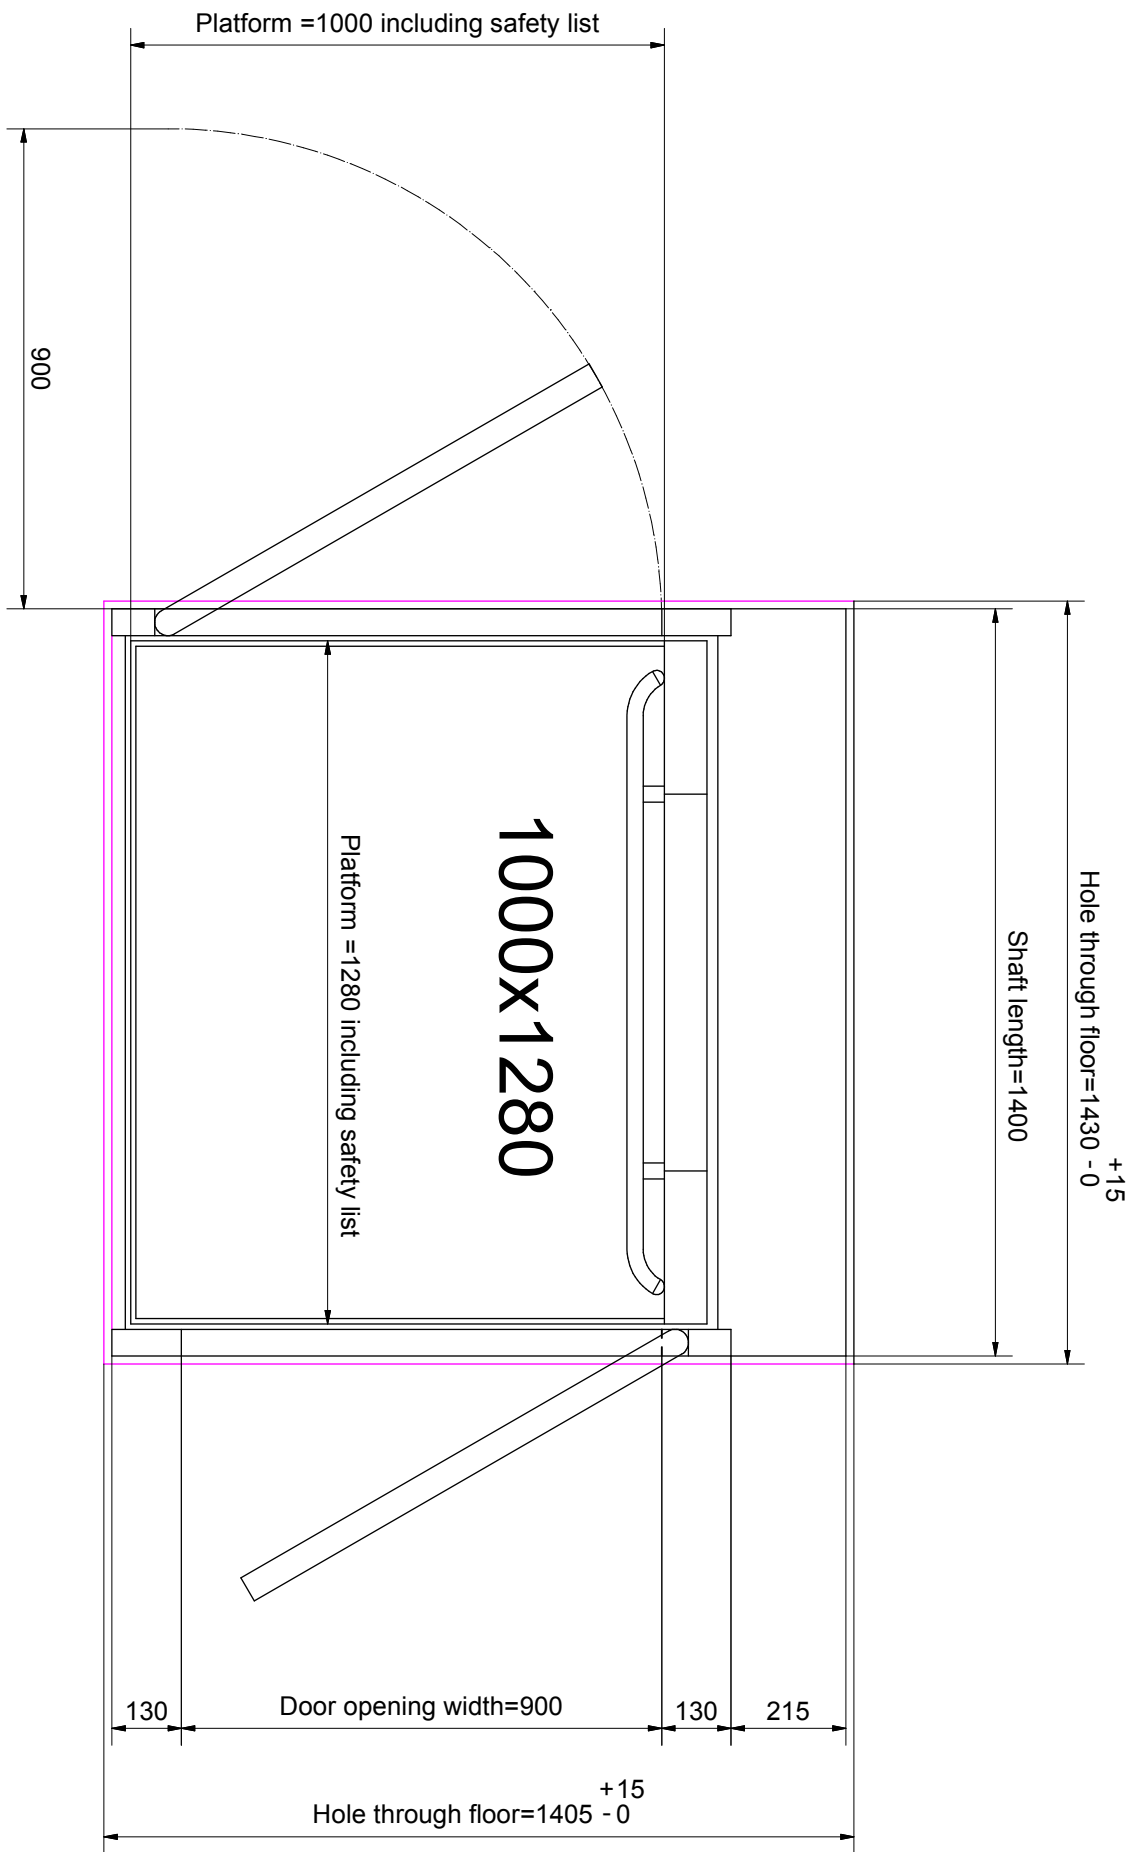 Platform =1000 including safety list
900
Hole through floor=1430 +15 -0
Shaft length=1400
1000x1280
Platform =1280 including safety list
130
Door opening width=900
130
215
Hole through floor=1405 +15 -0